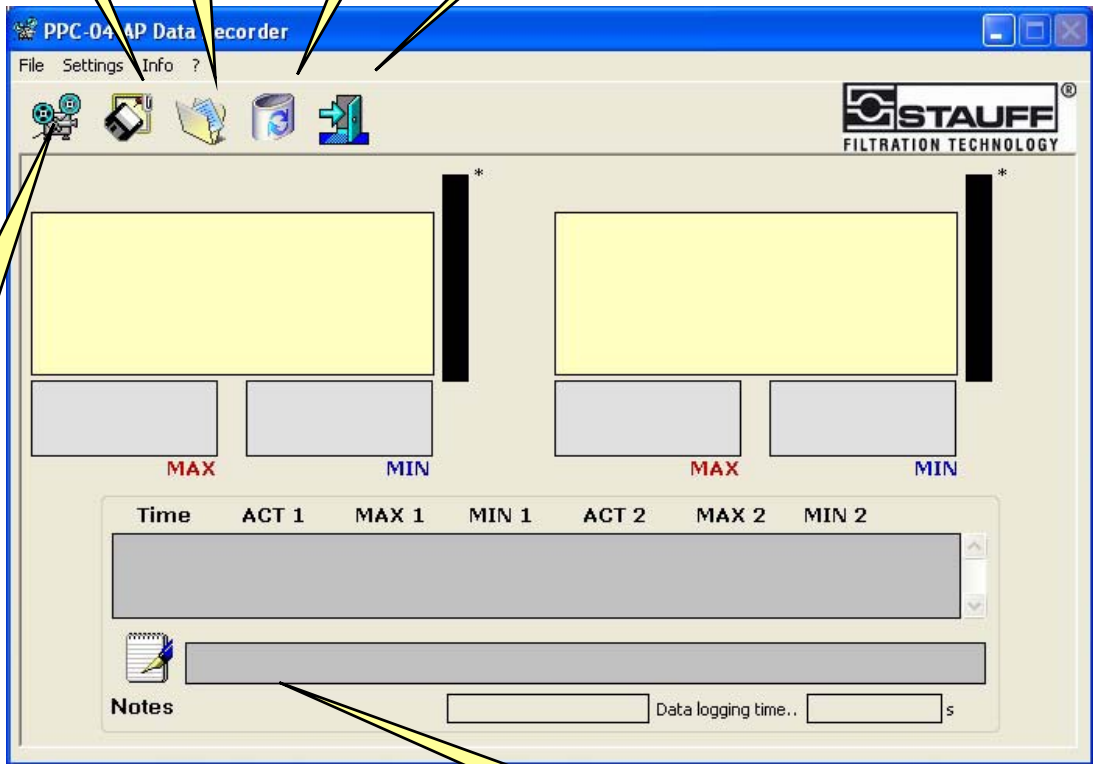 PPC-04 AP Data ecorder
File Settings Info ?
STAUFF®
FILTRATION TECHNOLOGY
* *
MAX MIN MAX MIN
Time ACT 1 MAX 1 MIN 1 ACT 2 MAX 2 MIN 2
Notes Data logging time.. s